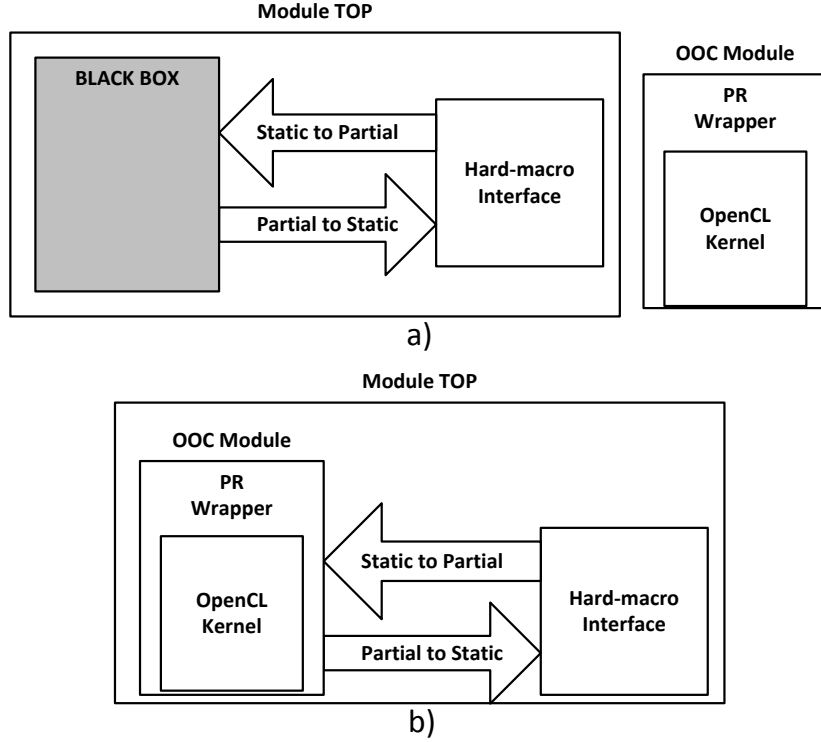 Module TOP
BLACK BOX
Static to Partial
Partial to Static
Hard-macro
Interface
OOC Module
PR
Wrapper
OpenCL
Kernel
a)
Module TOP
OOC Module
PR
Wrapper
OpenCL
Kernel
Static to Partial
Partial to Static
Hard-macro
Interface
b)